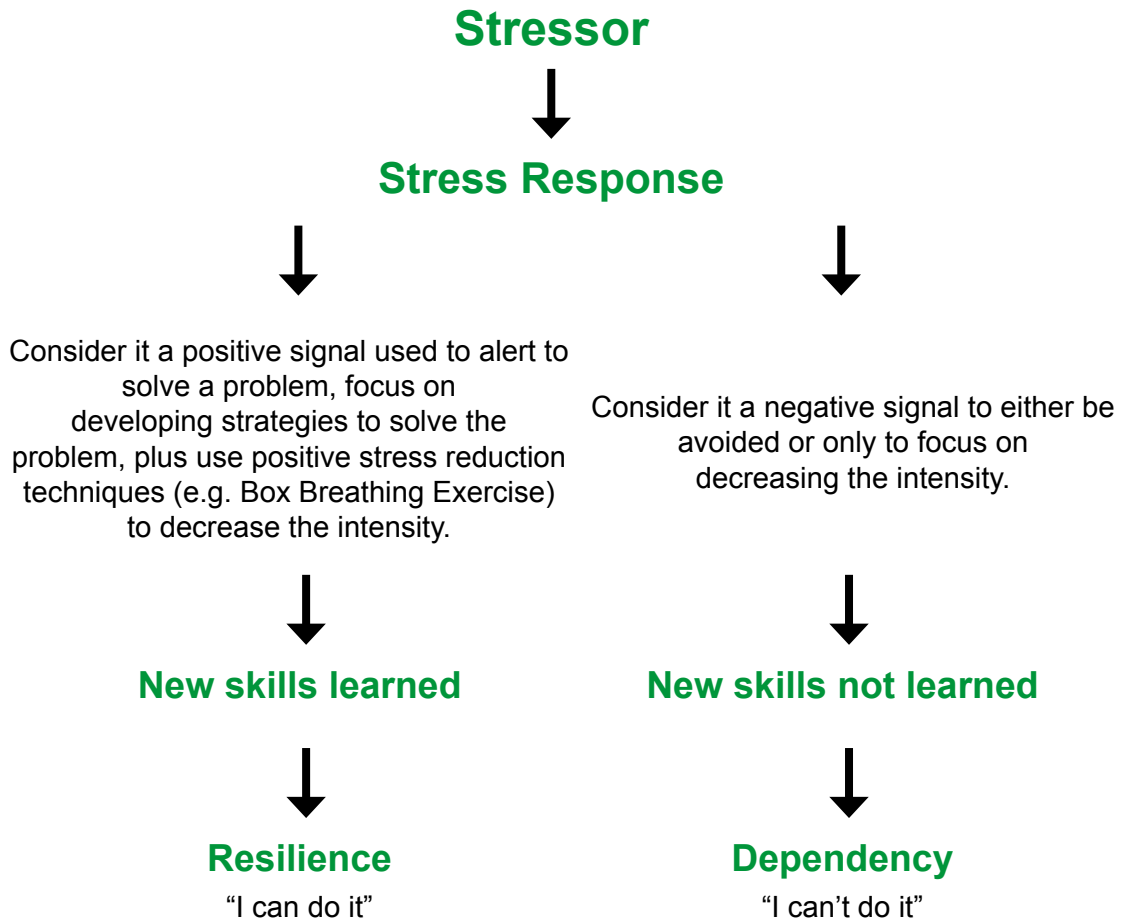 Stressor
Stress Response
Consider it a positive signal used to alert to
solve a problem, focus on
developing strategies to solve the
problem, plus use positive stress reduction
techniques (e.g. Box Breathing Exercise)
to decrease the intensity.
Consider it a negative signal to either be
avoided or only to focus on
decreasing the intensity.
New skills learned
New skills not learned
Resilience
“I can do it”
Dependency
“I can’t do it”